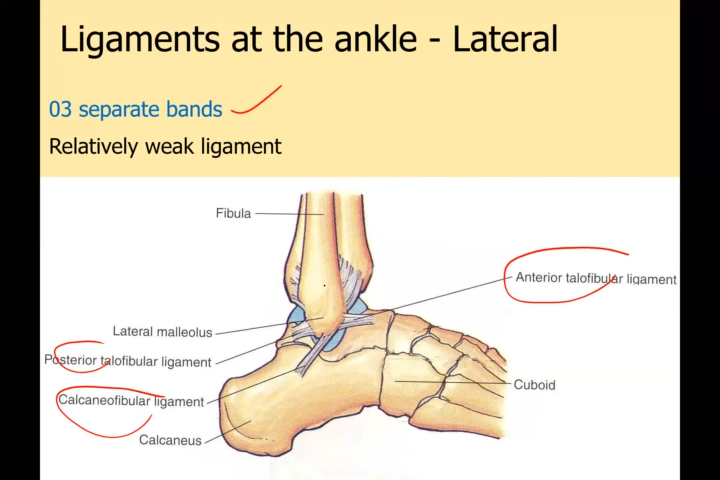 Ligaments at the ankle - Lateral
03 separate bands
Relatively weak ligament
Fibula
Anterior talofibular ligament
Lateral malleolus
Posterior talofibular ligament
Cuboid
Calcaneofibular ligament
Calcaneus